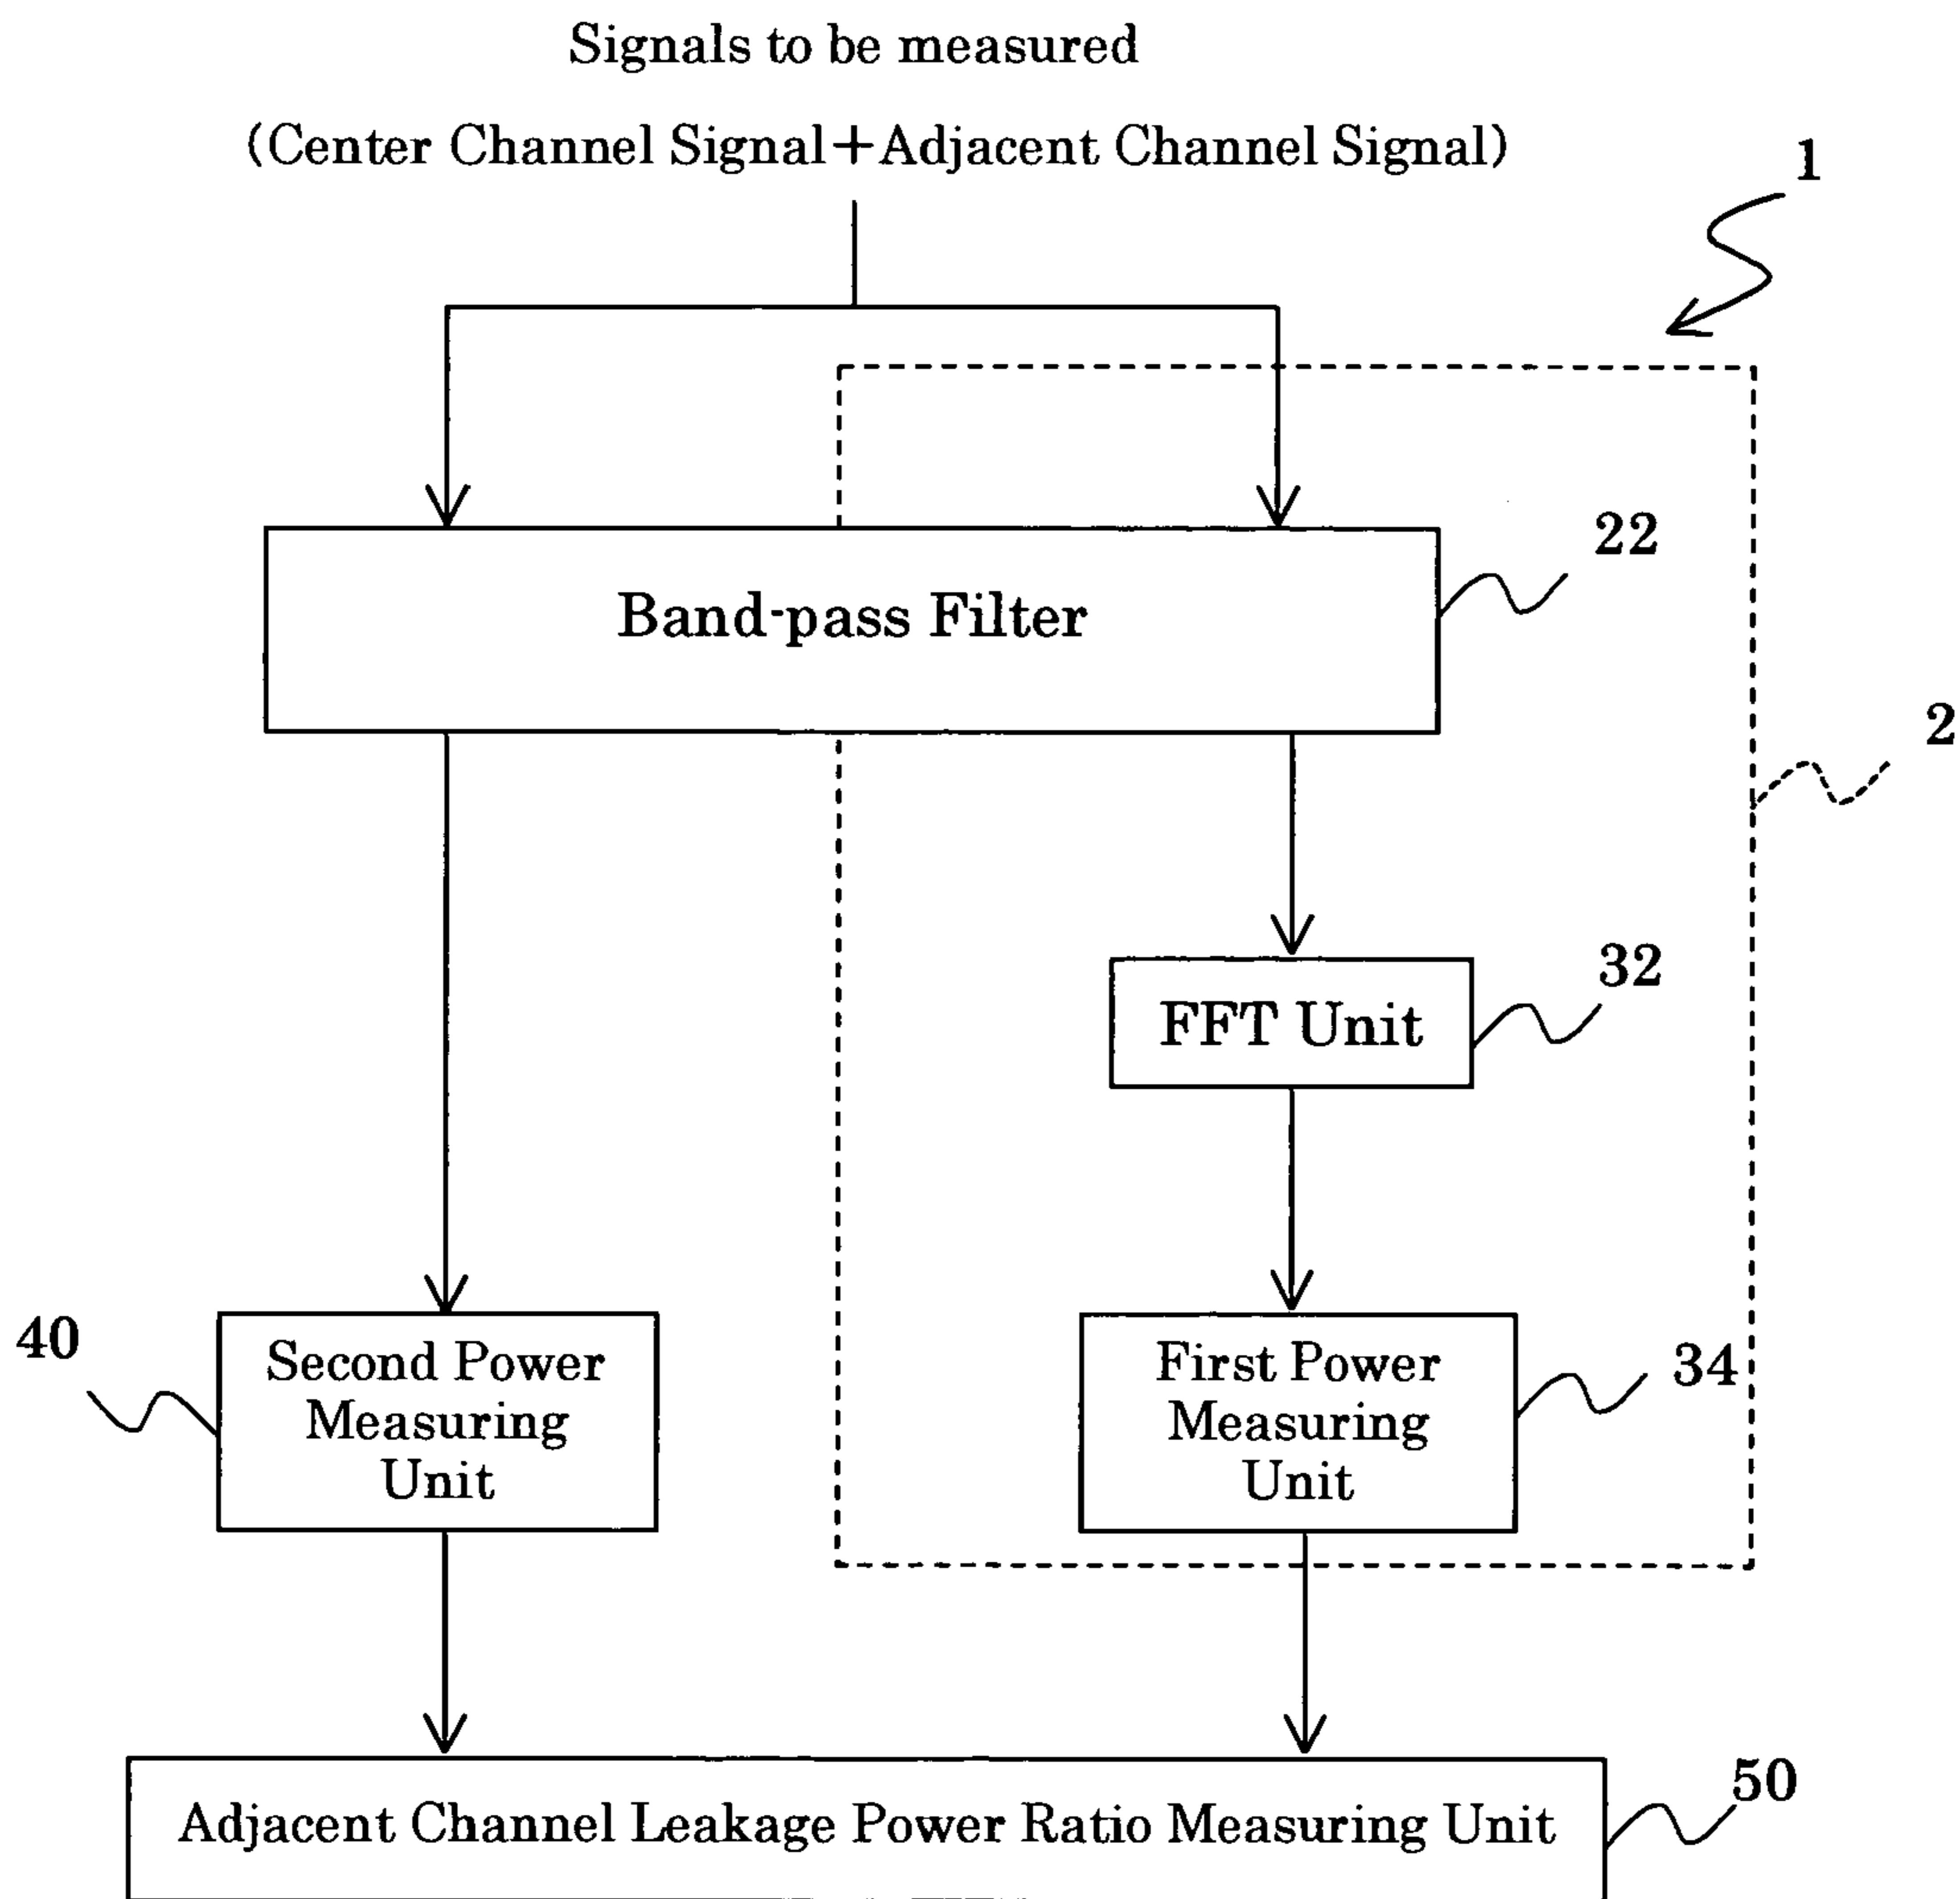 Signals to be measured
(Center Channel Signal+Adjacent Channel Signal)
1
22
Band-pass Filter
2
32
FFT Unit
40
Second Power
Measuring
Unit
First Power
Measuring
Unit
34
50
Adjacent Channel Leakage Power Ratio Measuring Unit